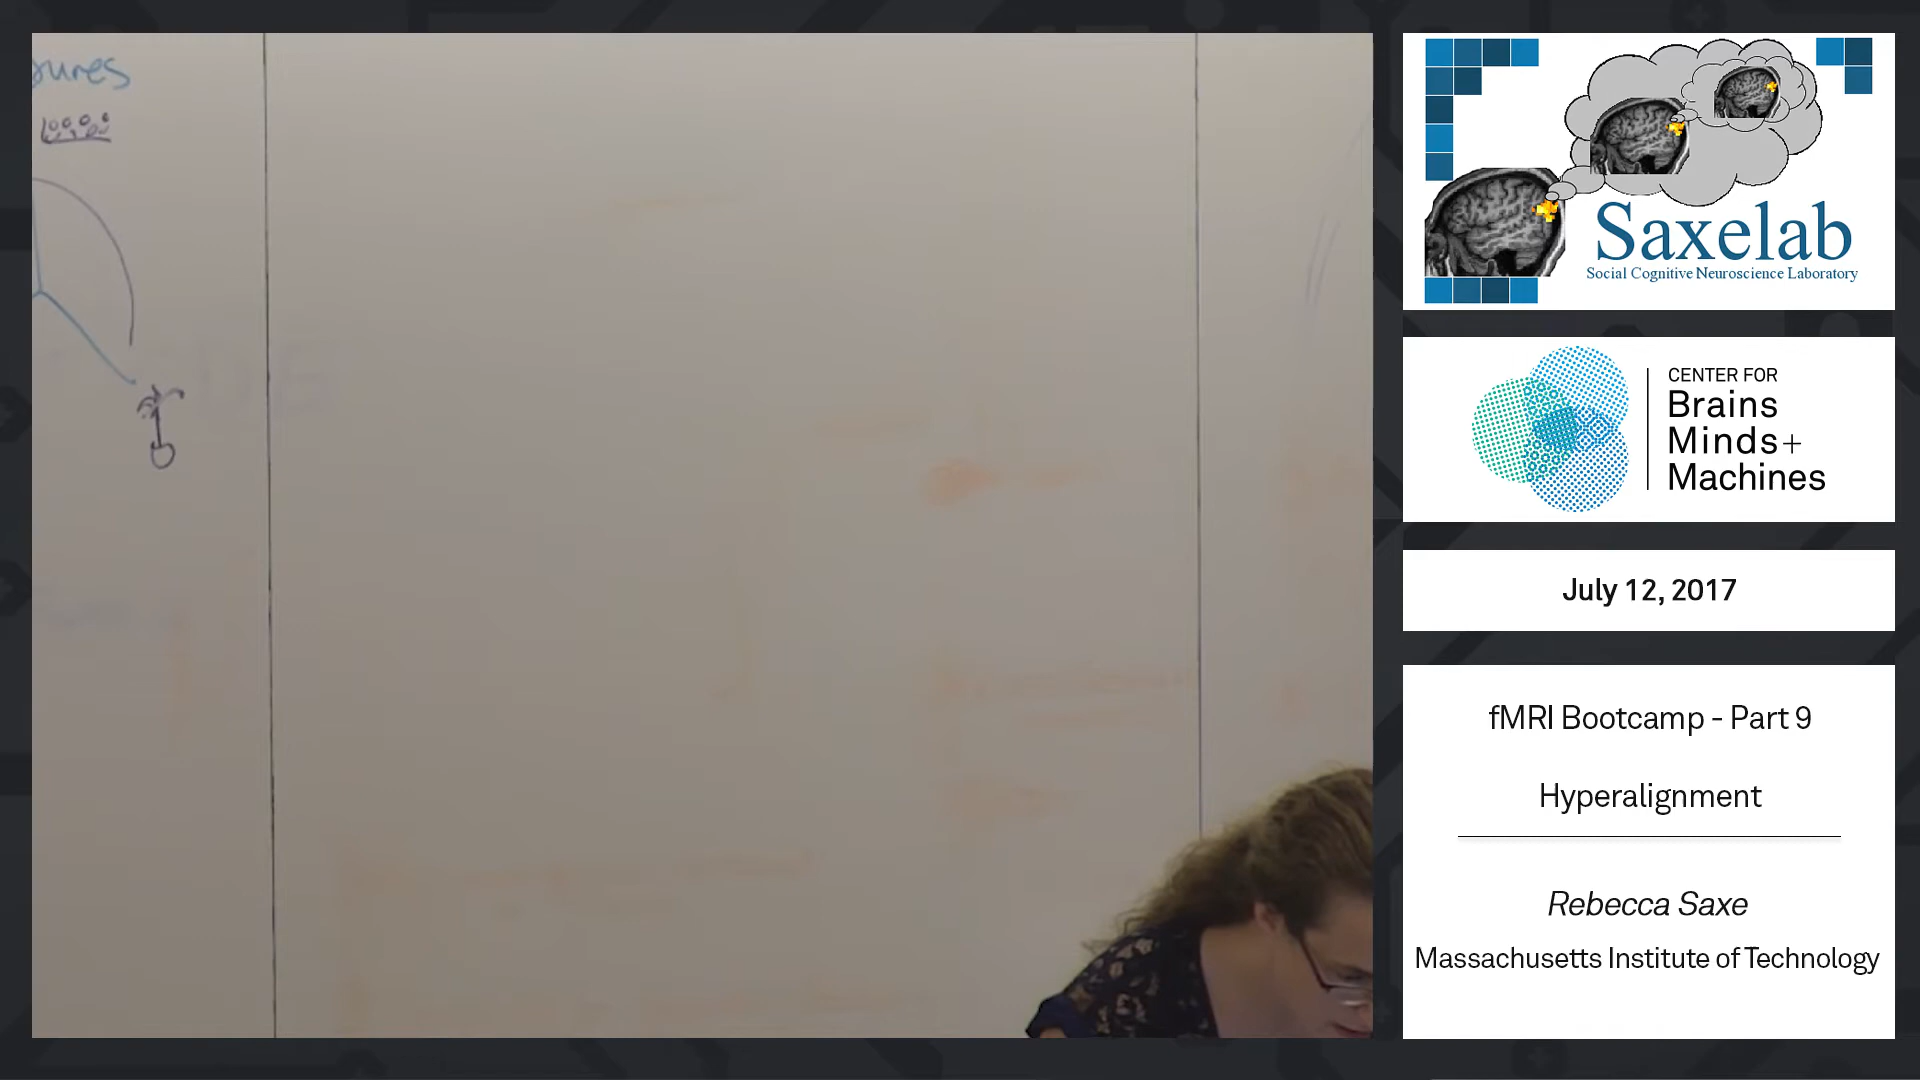 Saxelab
Social Cognitive Neuroscience Laboratory
CENTER FOR
Brains
Minds+
Machines
July 12, 2017
fMRI Bootcamp - Part 9
Hyperalignment
Rebecca Saxe
Massachusetts Institute of Technology